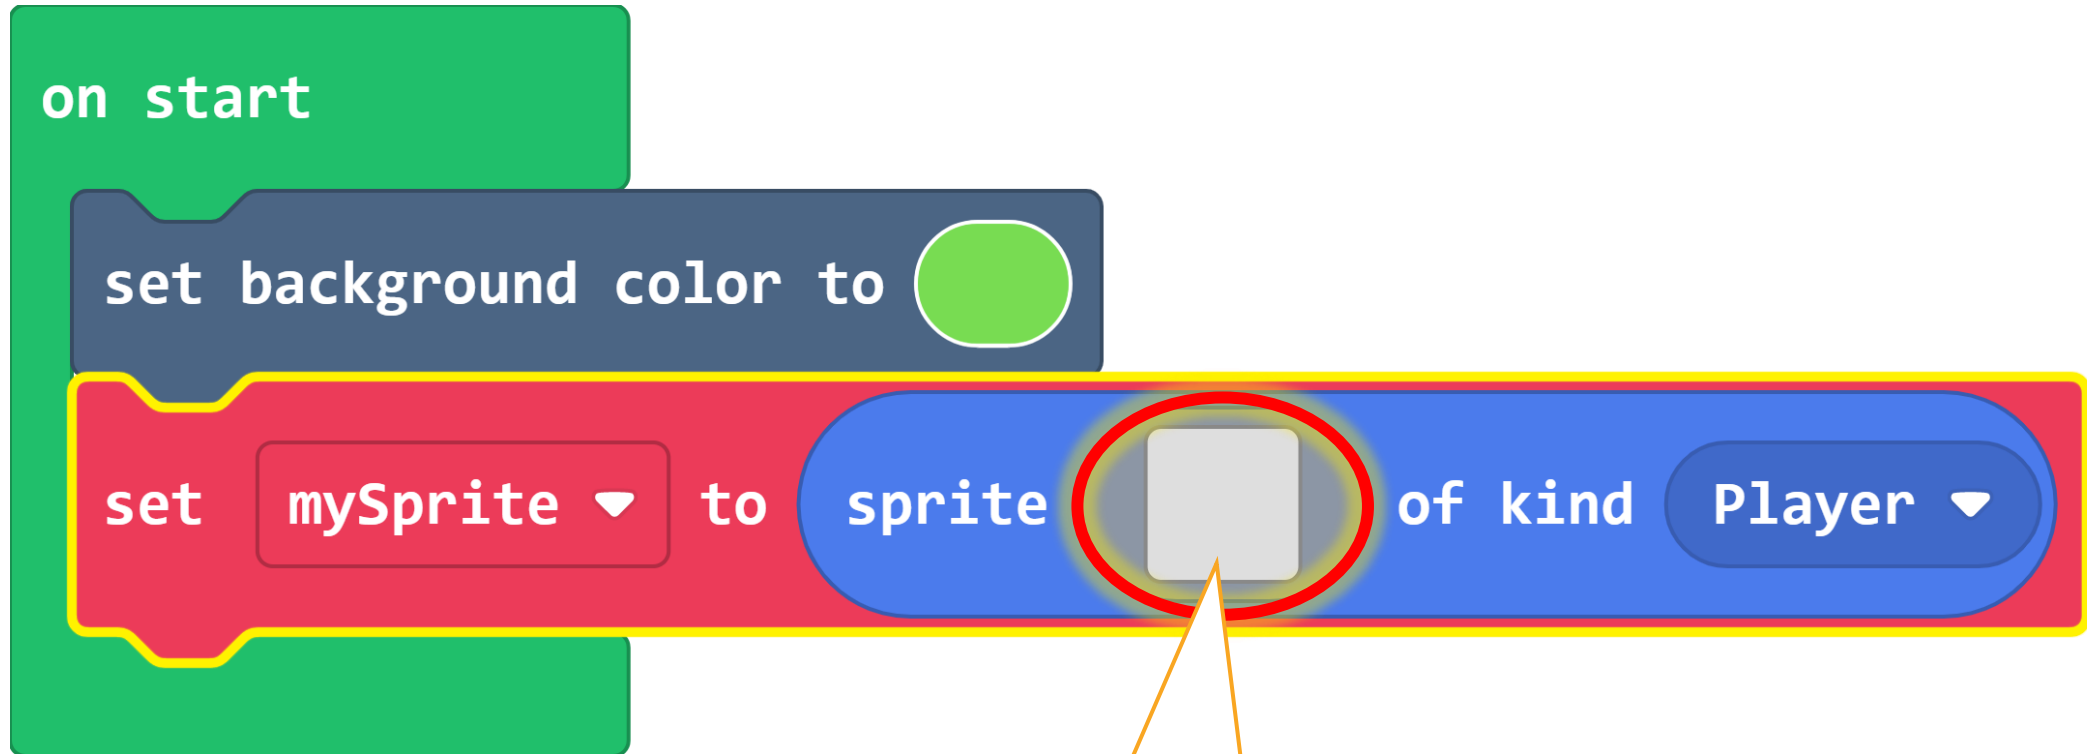 on start
set background color to
set mySprite to sprite of kind Player